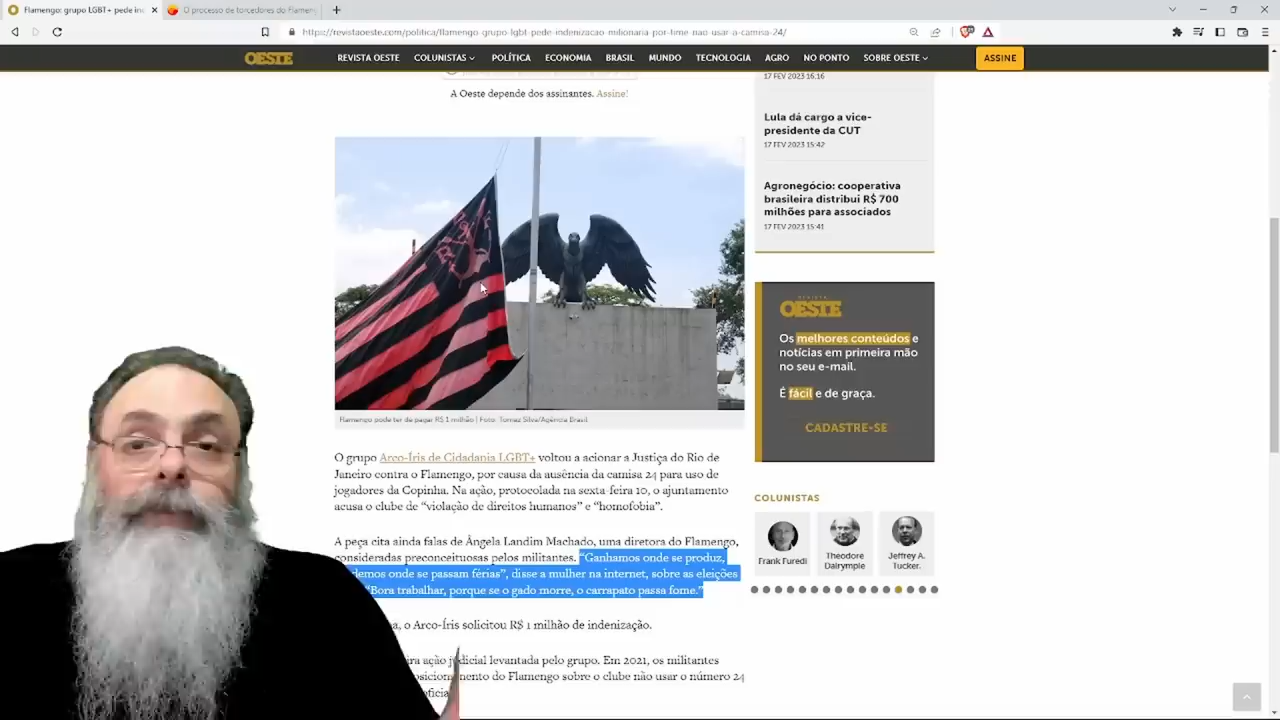 Flamengo: grupo LGBT+ pede ind
O processo de torcedores do Flameng
https://revistaoeste.com/politica/flamengo-grupo-lgbt-pede-indenizacao-milionaria-por-time-nao-usar-a-camisa-24/
OESTE
REVISTA OESTE
COLUNISTAS
POLÍTICA
ECONOMIA
BRASIL
MUNDO
TECNOLOGIA
AGRO
NO PONTO
SOBRE OESTE
ASSINE
A Oeste depende dos assinantes. Assine!
Flamengo pode ter de pagar R$ 1 milhão | Foto: Tomaz Silva/Agência Brasil
O grupo Arco-Íris de Cidadania LGBT+ voltou a acionar a Justiça do Rio de
Janeiro contra o Flamengo, por causa da ausência da camisa 24 para uso de
jogadores da Copinha. Na ação, protocolada na sexta-feira 10, o ajuntamento
acusa o clube de “violação de direitos humanos” e “homofobia”.
A peça cita ainda falas de Ângela Landim Machado, uma diretora do Flamengo,
consideradas preconceituosas pelos militantes. “Ganhamos onde se produz,
demos onde se passam férias”, disse a mulher na internet, sobre as eleições
“Bora trabalhar, porque se o gado morre, o carrapato passa fome.”
, o Arco-Íris solicitou R$ 1 milhão de indenização.
ira ação judicial levantada pelo grupo. Em 2021, os militantes
sicionamento do Flamengo sobre o clube não usar o número 24
oficia
17 FEV 2023 16:16
Lula dá cargo a vice-
presidente da CUT
17 FEV 2023 15:42
Agronegócio: cooperativa
brasileira distribui R$ 700
milhões para associados
17 FEV 2023 15:41
REVISTA
OESTE
Os melhores conteúdos e
notícias em primeira mão
no seu e-mail.
É fácil e de graça.
CADASTRE-SE
COLUNISTAS
Frank Furedi
Theodore
Dalrymple
Jeffrey A.
Tucker.